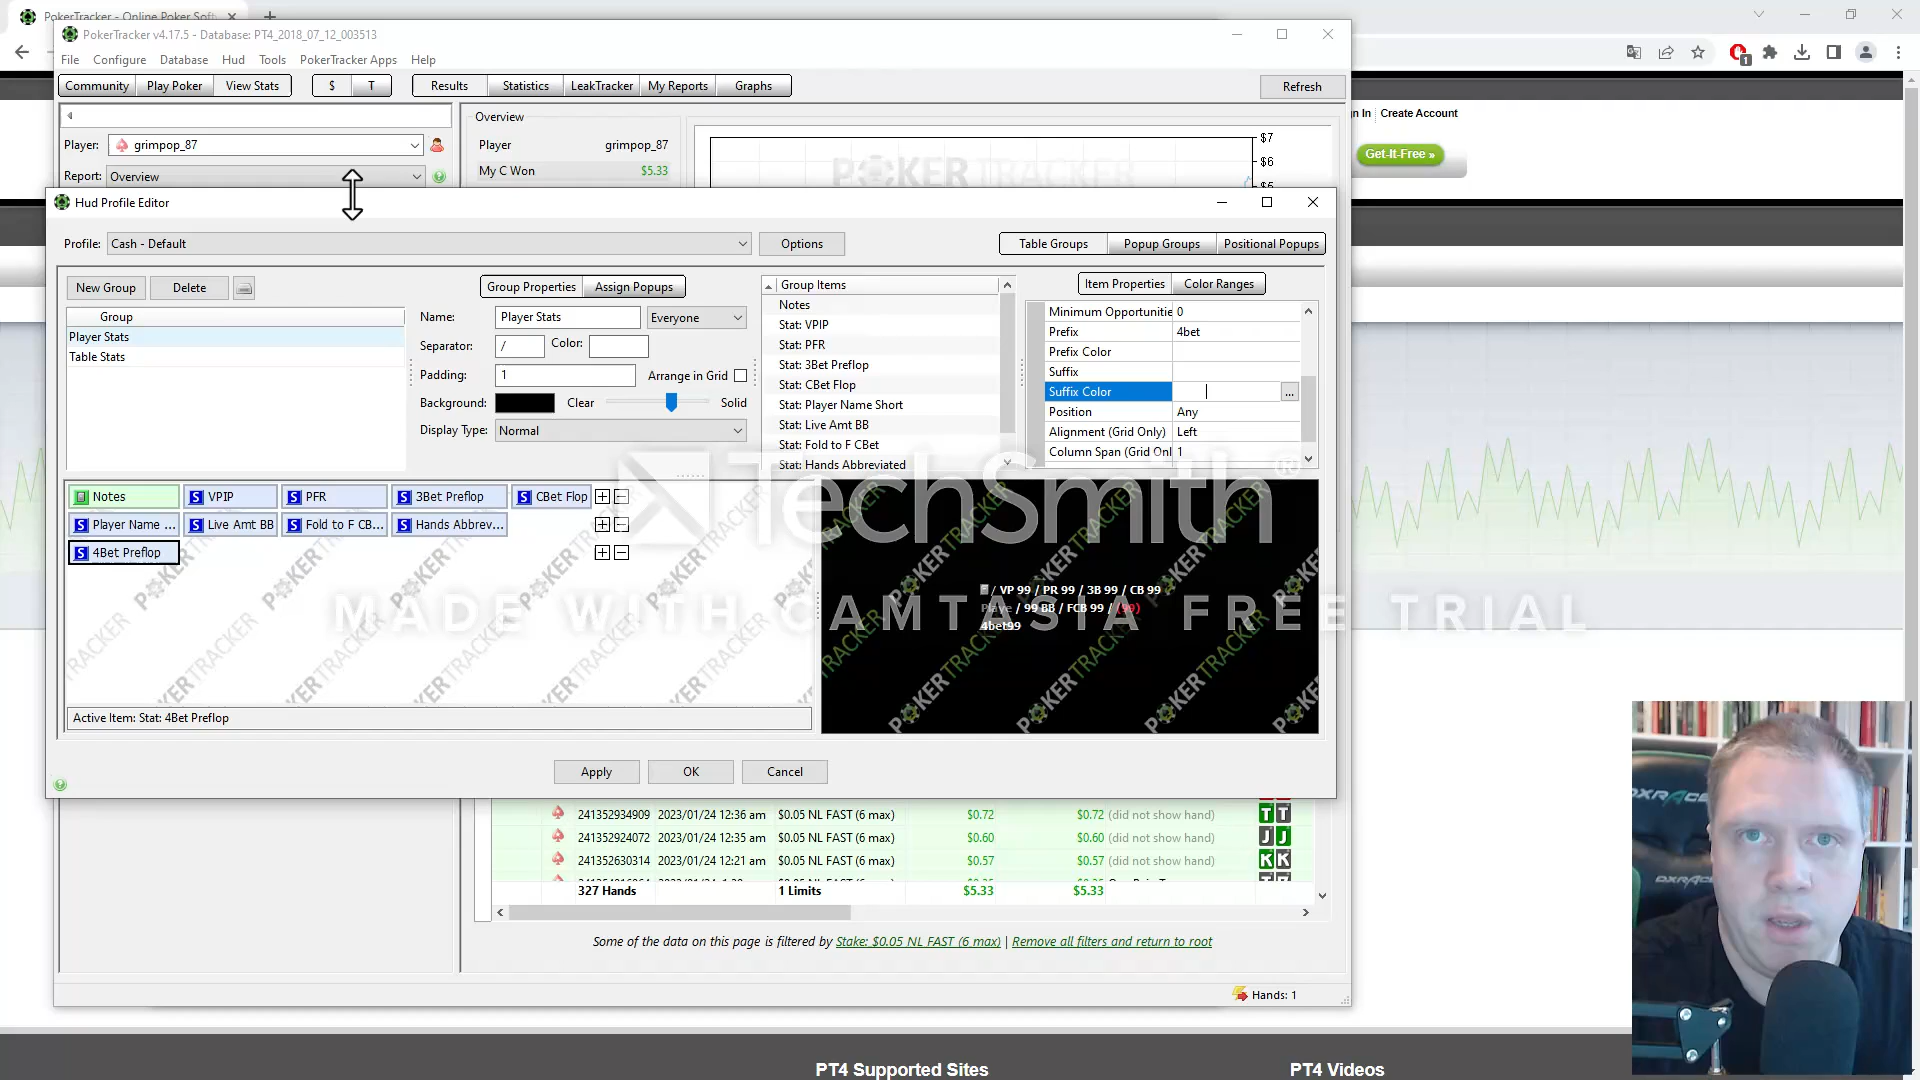 PokerTracker - Online Poker Softw
PokerTracker v4.17.5 - Database: PT4_2018_07_12_003513
File Configure Database Hud Tools PokerTracker Apps Help
Community Play Poker View Stats $ T Results Statistics LeakTracker My Reports Graphs Refresh
Player: grimpop_87
Report: Overview
Overview
Player grimpop_87
My C Won $5.33
POKERTRACKER
$7
$6
$6
n In Create Account
Get-It-Free »
1
Hud Profile Editor
Profile: Cash - Default Options Table Groups Popup Groups Positional Popups
New Group Delete
Group
Player Stats
Table Stats
Group Properties Assign Popups
Name: Player Stats Everyone
Separator: / Color:
Padding: 1 Arrange in Grid
Background: Clear Solid
Display Type: Normal
Group Items
Notes
Stat: VPIP
Stat: PFR
Stat: 3Bet Preflop
Stat: CBet Flop
Stat: Player Name Short
Stat: Live Amt BB
Stat: Fold to F CBet
Stat: Hands Abbreviated
Item Properties Color Ranges
Minimum Opportunitie 0
Prefix 4bet
Prefix Color
Suffix
Suffix Color ...
Position Any
Alignment (Grid Only) Left
Column Span (Grid Onl 1
Notes VPIP PFR 3Bet Preflop CBet Flop
Player Name ... Live Amt BB Fold to F CB... Hands Abbrev...
4Bet Preflop
TechSmith®
MADE WITH CAMTASIA FREE TRIAL
/ VP 99 / PR 99 / 3B 99 / CB 99
Playe / 99 BB / FCB 99 / (99)
4bet99
Active Item: Stat: 4Bet Preflop
Apply OK Cancel
241352934909 2023/01/24 12:36 am $0.05 NL FAST (6 max) $0.72 $0.72 (did not show hand) T T
241352924072 2023/01/24 12:35 am $0.05 NL FAST (6 max) $0.60 $0.60 (did not show hand) J J
241352630314 2023/01/24 12:21 am $0.05 NL FAST (6 max) $0.57 $0.57 (did not show hand) K K
327 Hands 1 Limits $5.33 $5.33
Some of the data on this page is filtered by Stake: $0.05 NL FAST (6 max) | Remove all filters and return to root
Hands: 1
PT4 Supported Sites PT4 Videos